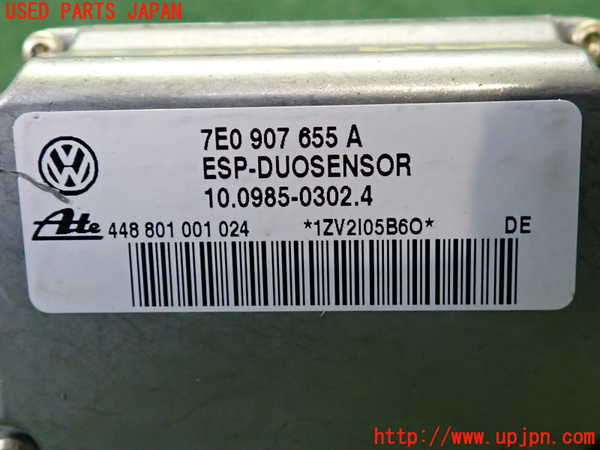 USED PARTS JAPAN
7E0 907 655 A
ESP-DUOSENSOR
10.0985-0302.4
Ate 448 801 001 024 *1ZV2I05B6O* DE
http://www.upjpn.com/